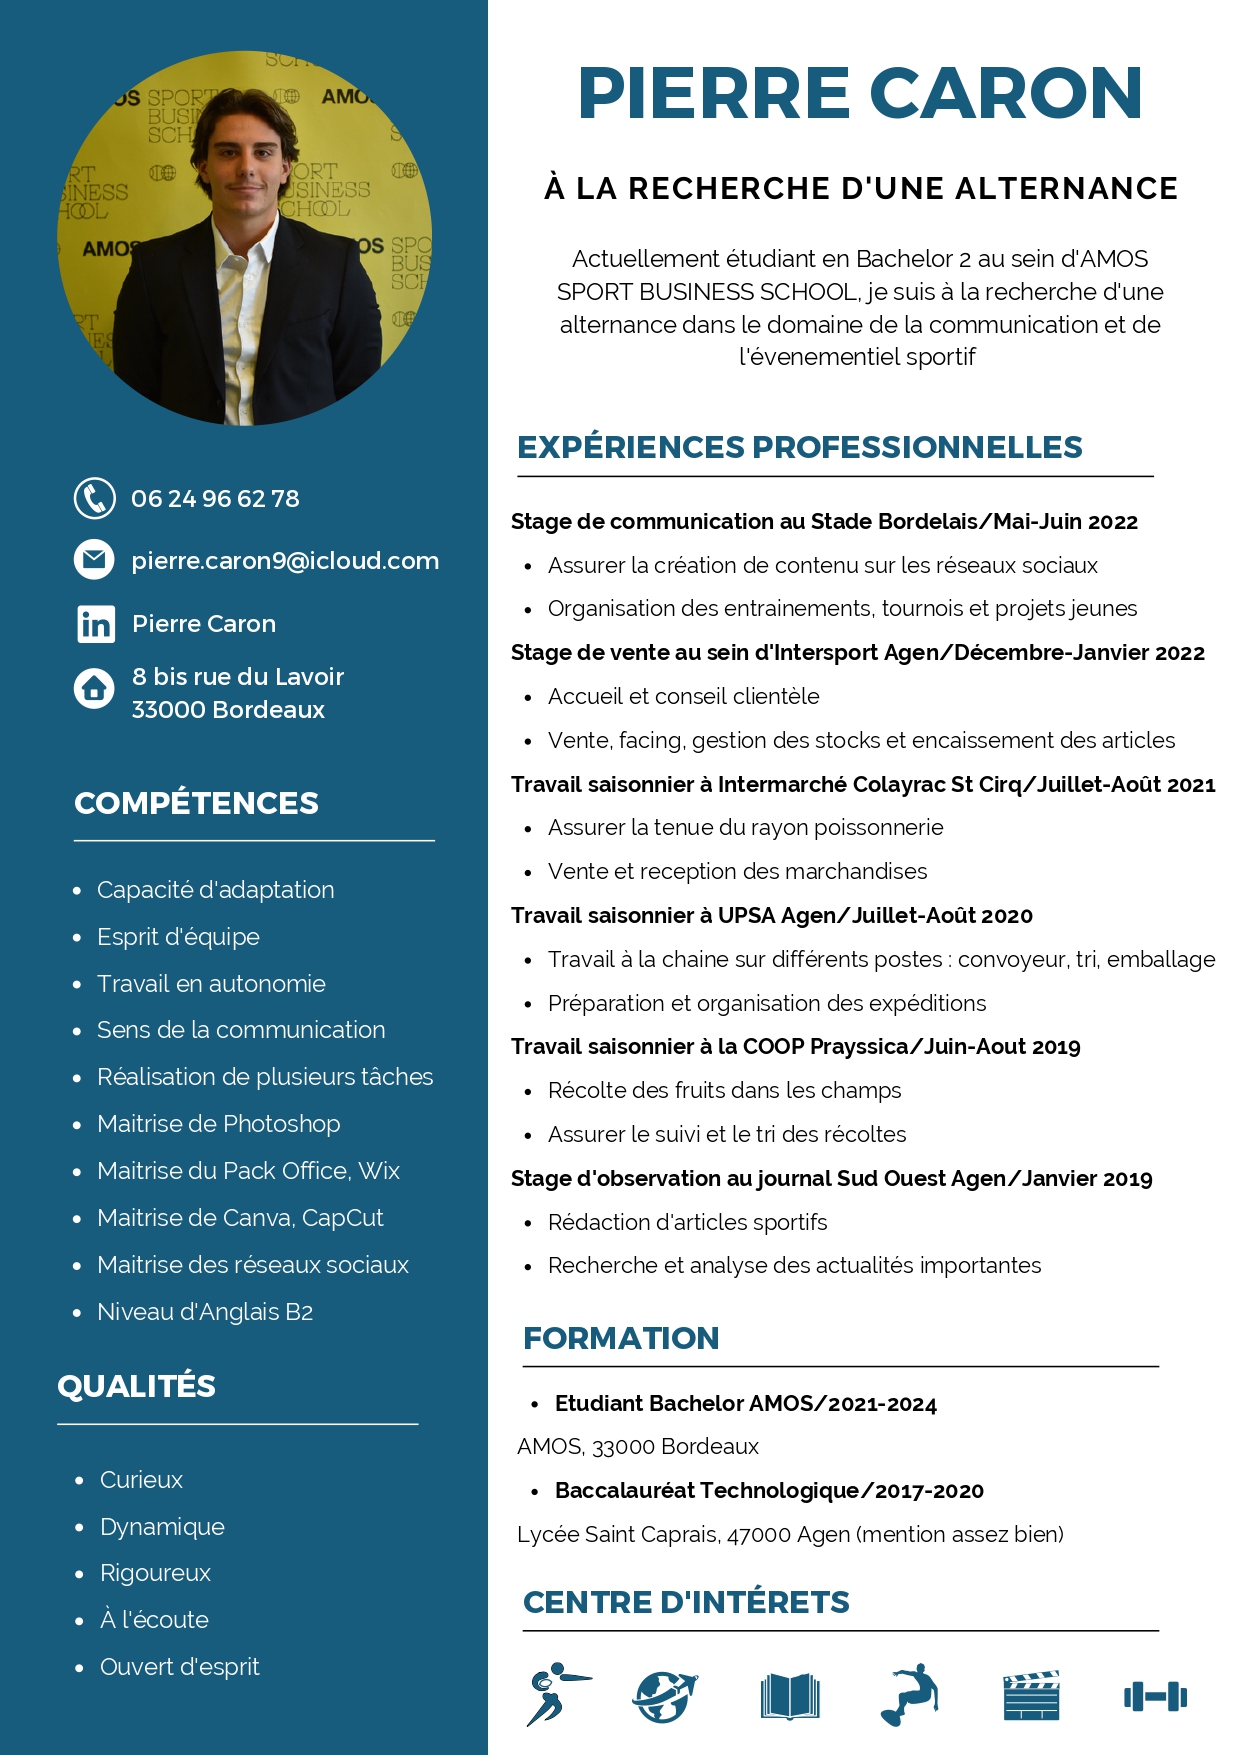 PIERRE CARON
À LA RECHERCHE D'UNE ALTERNANCE
Actuellement étudiant en Bachelor 2 au sein d'AMOS
SPORT BUSINESS SCHOOL, je suis à la recherche d'une
alternance dans le domaine de la communication et de
l'évenementiel sportif
AMOS
SPORT
BUSINESS
SCHOOL
06 24 96 62 78
pierre.caron9@icloud.com
in
Pierre Caron
8 bis rue du Lavoir
33000 Bordeaux
COMPÉTENCES
• Capacité d'adaptation
• Esprit d'équipe
• Travail en autonomie
• Sens de la communication
• Réalisation de plusieurs tâches
• Maitrise de Photoshop
• Maitrise du Pack Office, Wix
• Maitrise de Canva, CapCut
• Maitrise des réseaux sociaux
• Niveau d'Anglais B2
QUALITÉS
• Curieux
• Dynamique
• Rigoureux
• À l'écoute
• Ouvert d'esprit
EXPÉRIENCES PROFESSIONNELLES
Stage de communication au Stade Bordelais/Mai-Juin 2022
• Assurer la création de contenu sur les réseaux sociaux
• Organisation des entrainements, tournois et projets jeunes
Stage de vente au sein d'Intersport Agen/Décembre-Janvier 2022
• Accueil et conseil clientèle
• Vente, facing, gestion des stocks et encaissement des articles
Travail saisonnier à Intermarché Colayrac St Cirq/Juillet-Août 2021
• Assurer la tenue du rayon poissonnerie
• Vente et reception des marchandises
Travail saisonnier à UPSA Agen/Juillet-Août 2020
• Travail à la chaine sur différents postes : convoyeur, tri, emballage
• Préparation et organisation des expéditions
Travail saisonnier à la COOP Prayssica/Juin-Aout 2019
• Récolte des fruits dans les champs
• Assurer le suivi et le tri des récoltes
Stage d'observation au journal Sud Ouest Agen/Janvier 2019
• Rédaction d'articles sportifs
• Recherche et analyse des actualités importantes
FORMATION
• Etudiant Bachelor AMOS/2021-2024
AMOS, 33000 Bordeaux
• Baccalauréat Technologique/2017-2020
Lycée Saint Caprais, 47000 Agen (mention assez bien)
CENTRE D'INTÉRETS